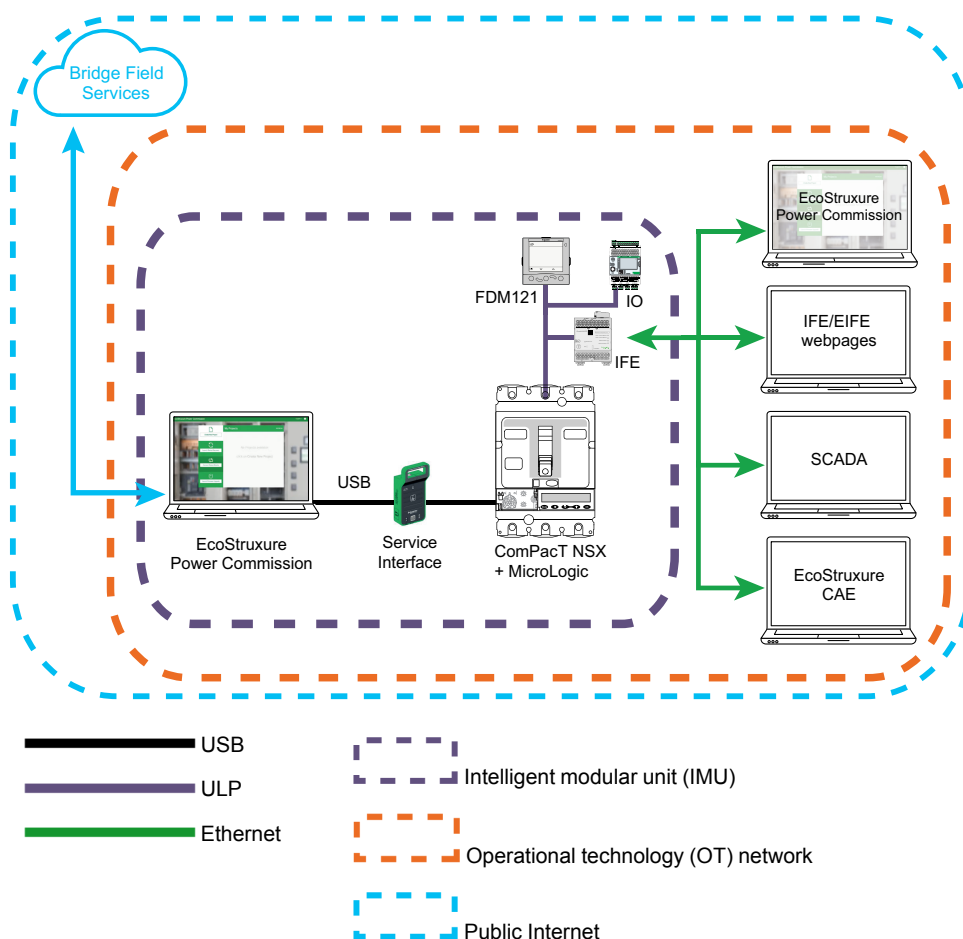 Bridge Field
Services
EcoStruxure
Power Commission
FDM121
IO
IFE
IFE/EIFE
webpages
SCADA
USB
EcoStruxure
Power Commission
Service
Interface
ComPacT NSX
+ MicroLogic
EcoStruxure
CAE
USB
ULP
Ethernet
Intelligent modular unit (IMU)
Operational technology (OT) network
Public Internet